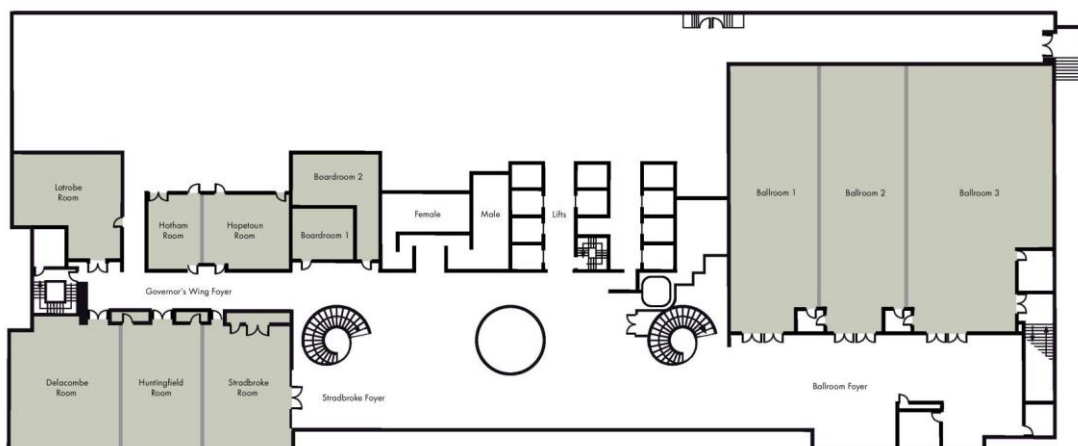 Latrobe
Room
Hotham
Room
Hopetoun
Room
Boardroom 2
Boardroom 1
Female
Male
Lifts
Ballroom 1
Ballroom 2
Ballroom 3
Governor's Wing Foyer
Delacombe
Room
Huntingfield
Room
Stradbroke
Room
Stradbroke Foyer
Ballroom Foyer